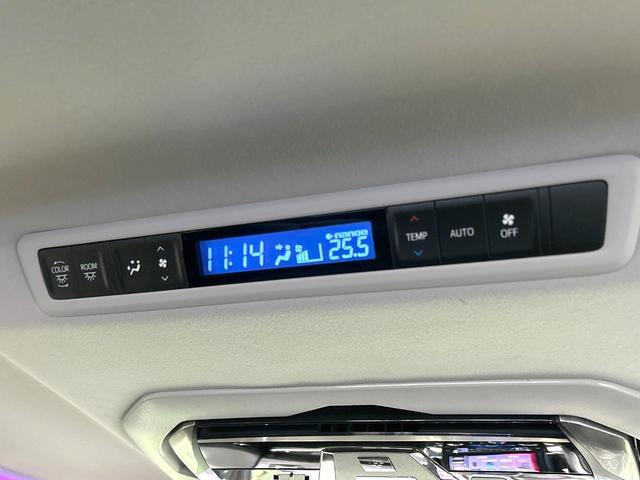 COLOR
ROOM
11:14
nanoe
25.5
TEMP
AUTO
OFF